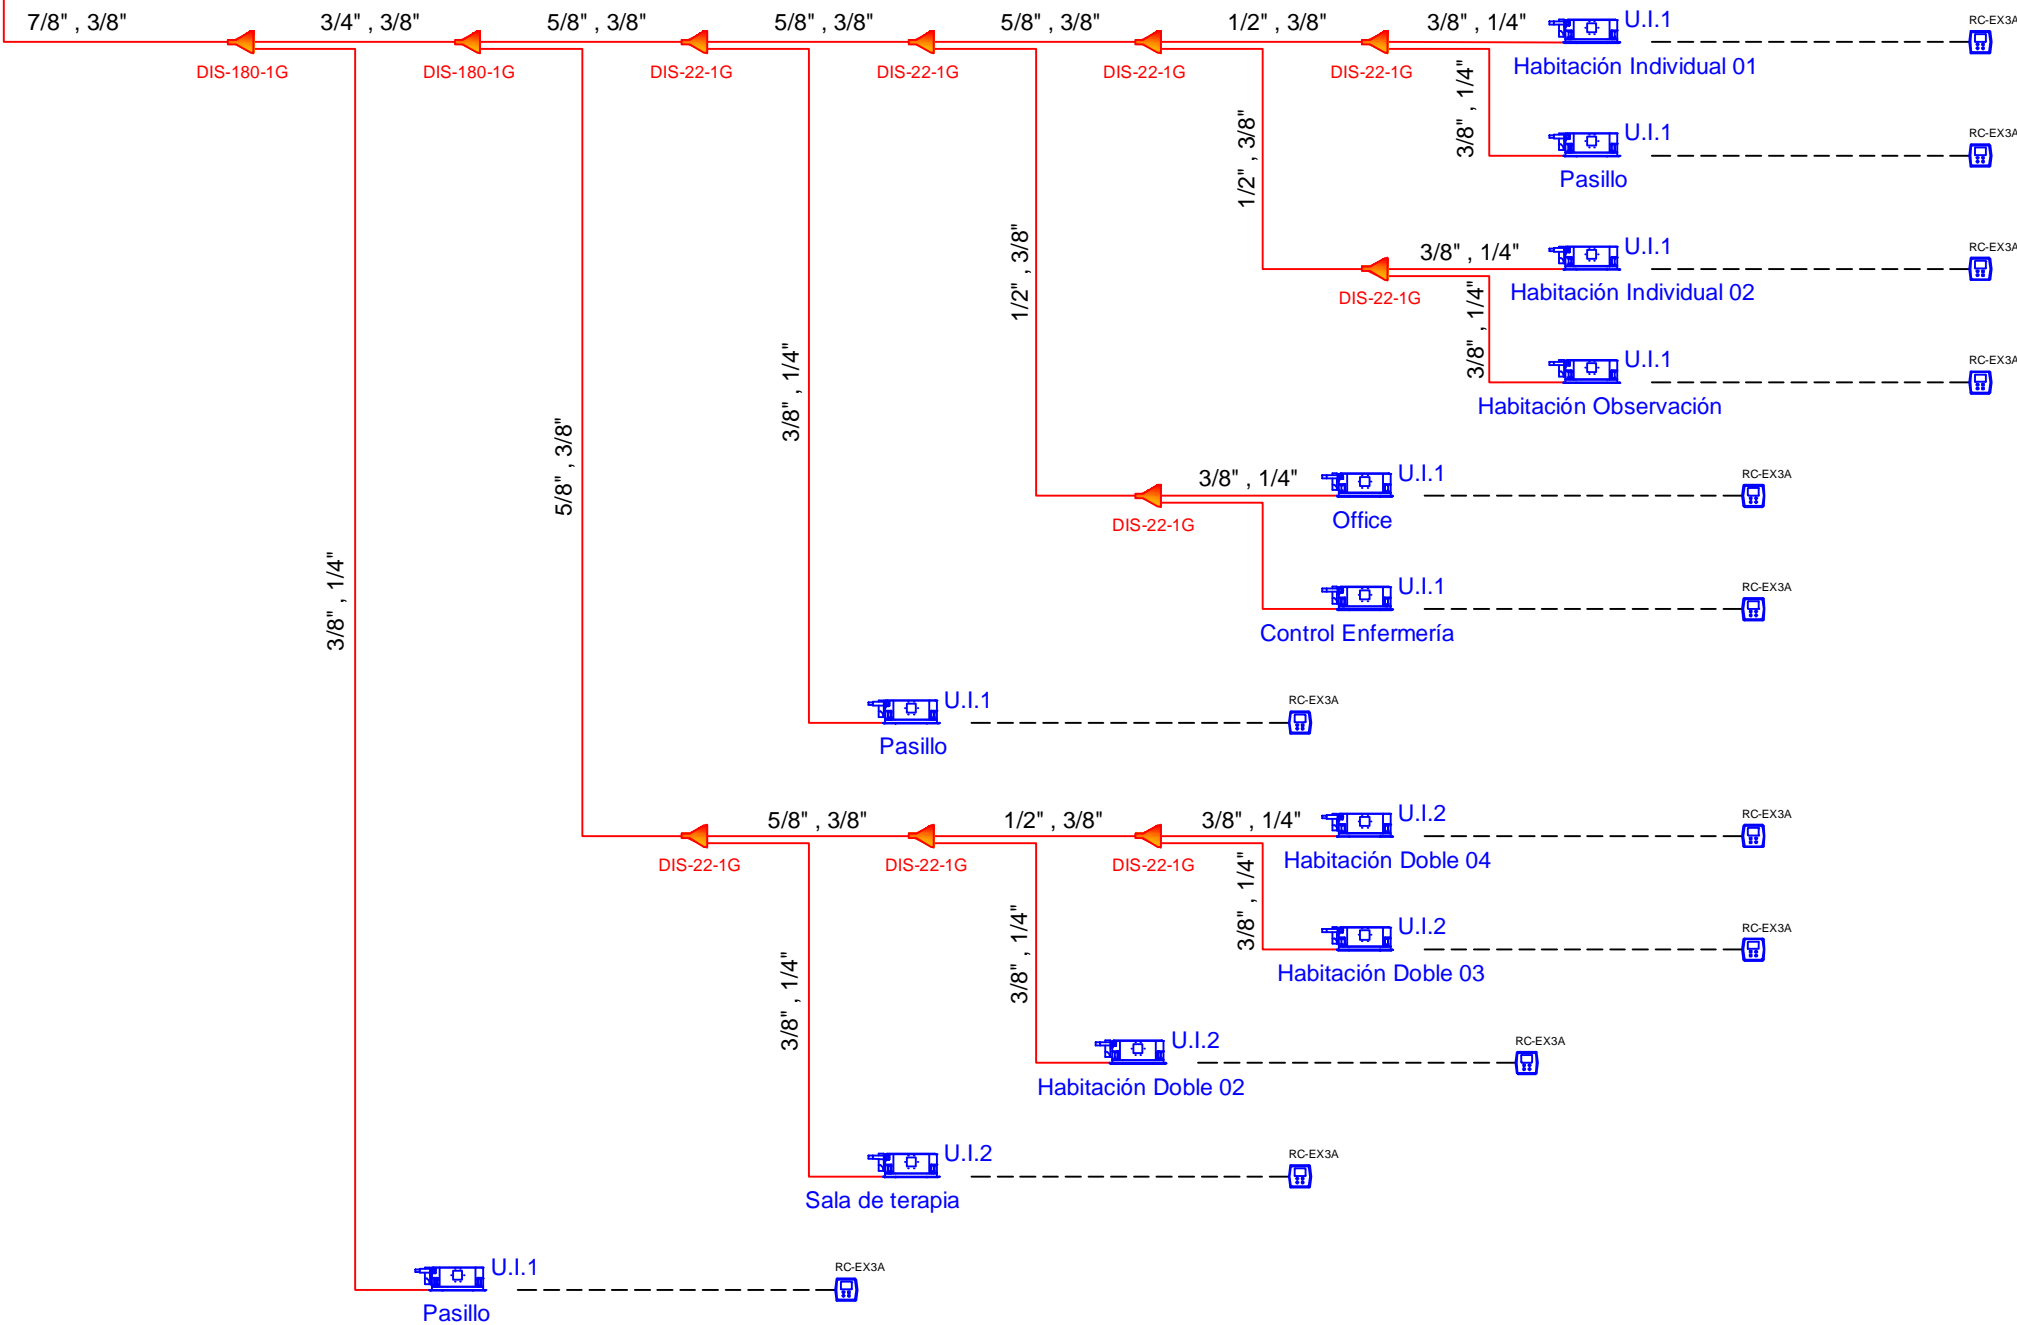 7/8" , 3/8"
3/4" , 3/8"
5/8" , 3/8"
5/8" , 3/8"
5/8" , 3/8"
1/2" , 3/8"
3/8" , 1/4"
U.I.1
RC-EX3A
DIS-180-1G
DIS-180-1G
DIS-22-1G
DIS-22-1G
DIS-22-1G
DIS-22-1G
Habitación Individual 01
3/8" , 1/4"
1/2" , 3/8"
U.I.1
RC-EX3A
Pasillo
1/2" , 3/8"
3/8" , 1/4"
U.I.1
RC-EX3A
DIS-22-1G
Habitación Individual 02
3/8" , 1/4"
3/8" , 1/4"
U.I.1
RC-EX3A
Habitación Observación
5/8" , 3/8"
3/8" , 1/4"
U.I.1
RC-EX3A
DIS-22-1G
Office
3/8" , 1/4"
U.I.1
RC-EX3A
Control Enfermería
U.I.1
RC-EX3A
Pasillo
5/8" , 3/8"
1/2" , 3/8"
3/8" , 1/4"
U.I.2
RC-EX3A
DIS-22-1G
DIS-22-1G
DIS-22-1G
Habitación Doble 04
3/8" , 1/4"
U.I.2
RC-EX3A
Habitación Doble 03
3/8" , 1/4"
3/8" , 1/4"
U.I.2
RC-EX3A
Habitación Doble 02
U.I.2
RC-EX3A
Sala de terapia
U.I.1
RC-EX3A
Pasillo